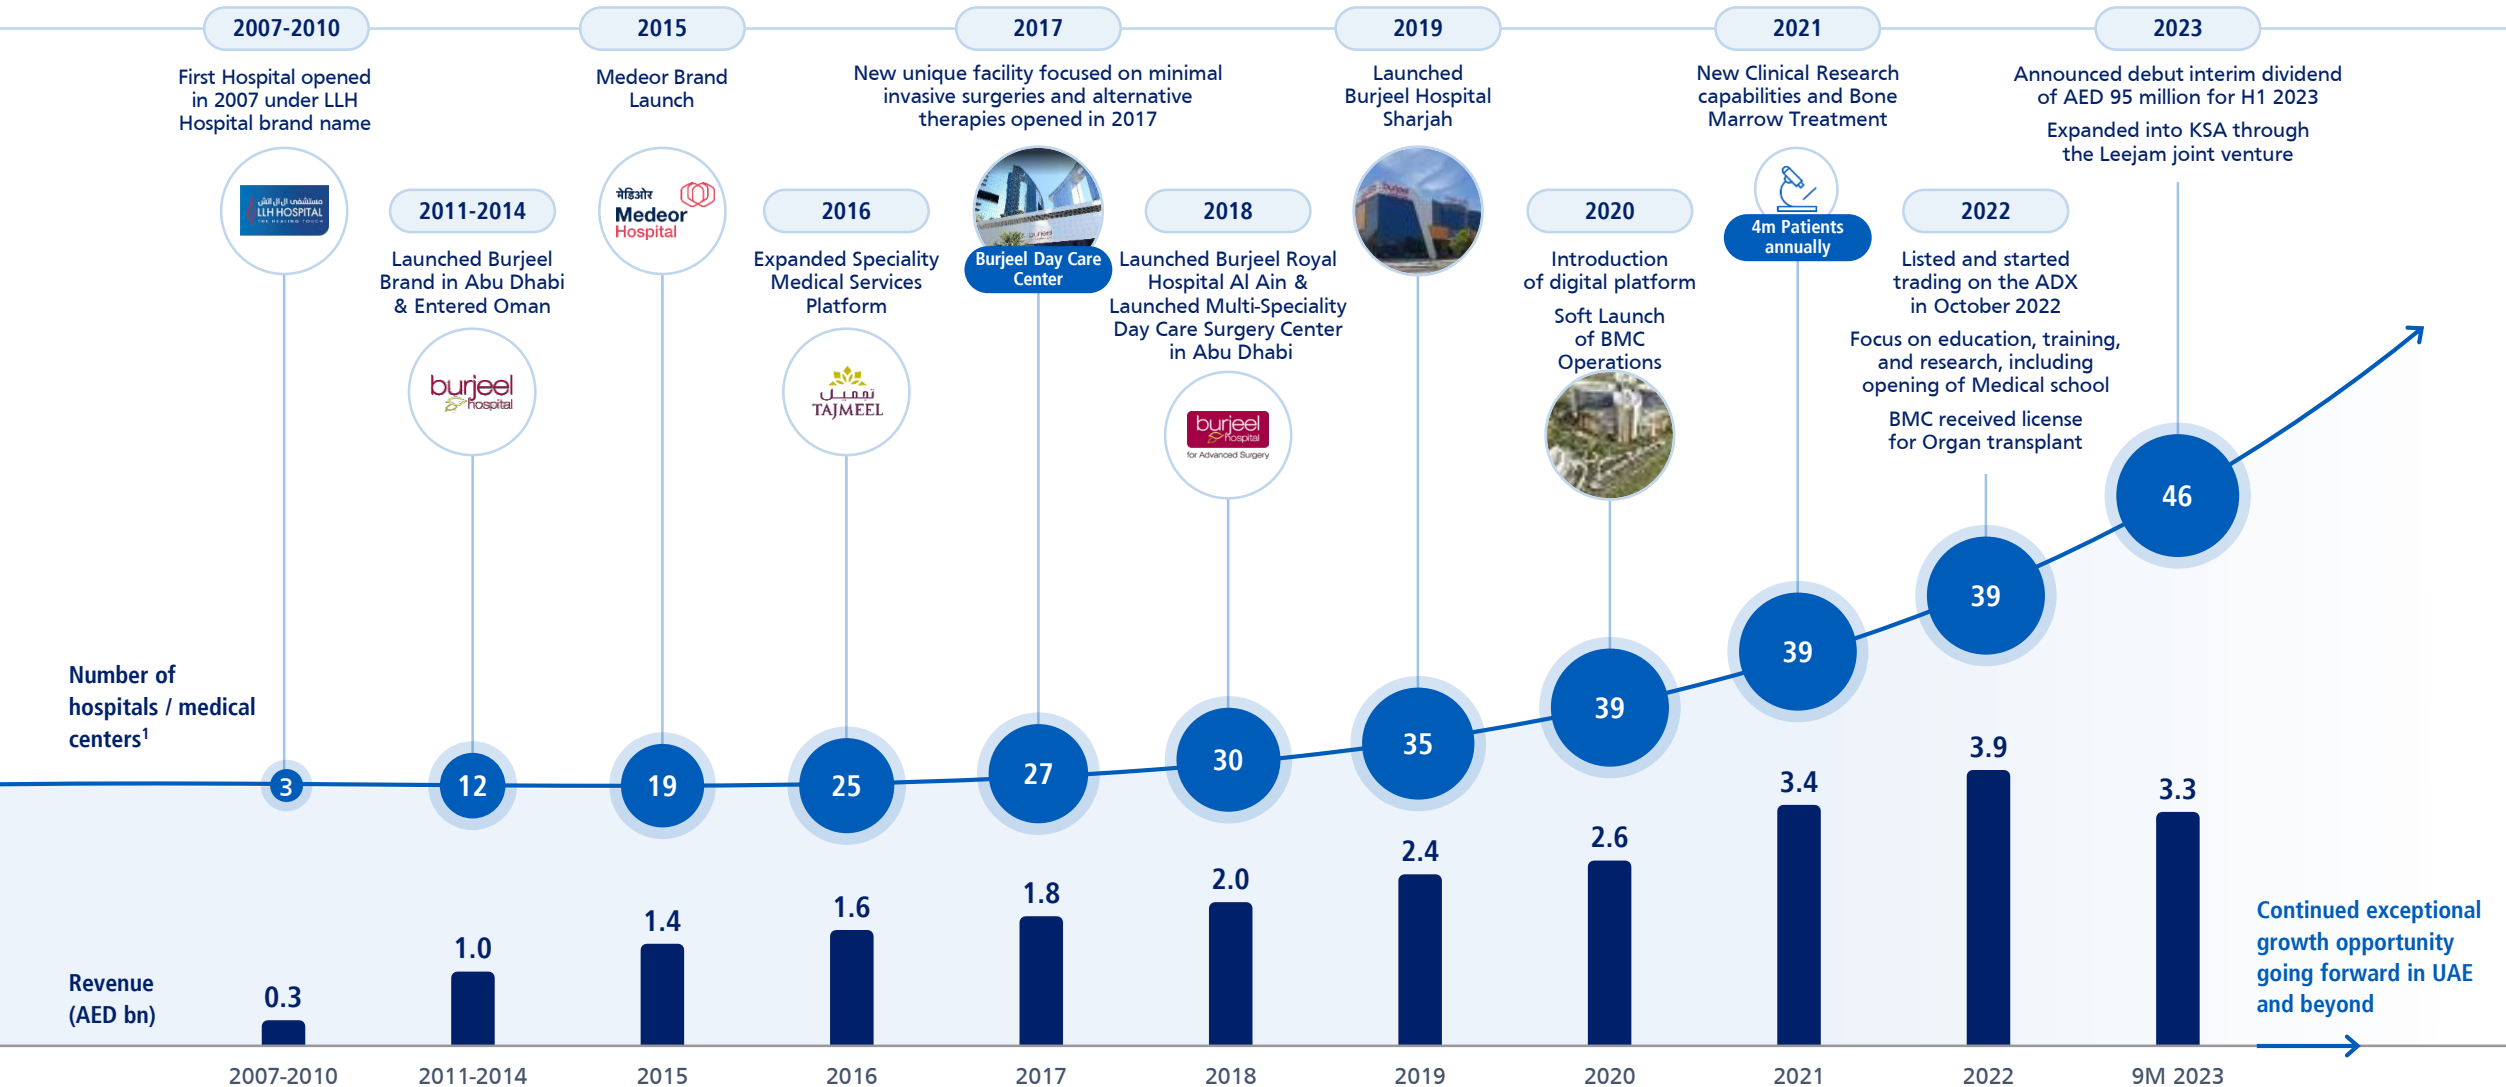 2007-2010
2015
2017
2019
2021
2023
First Hospital opened
in 2007 under LLH
Hospital brand name
Medeor Brand
Launch
New unique facility focused on minimal
invasive surgeries and alternative
therapies opened in 2017
Launched
Burjeel Hospital
Sharjah
New Clinical Research
capabilities and Bone
Marrow Treatment
Announced debut interim dividend
of AED 95 million for H1 2023
Expanded into KSA through
the Leejam joint venture
مستشفى ال ال اتش
LLH HOSPITAL
THE HEALING TOUCH
मेडिओर
Medeor
Hospital
burjeel
Burjeel Day Care
Center
burjeel
4m Patients
annually
2011-2014
2016
2018
2020
2022
Launched Burjeel
Brand in Abu Dhabi
& Entered Oman
Expanded Speciality
Medical Services
Platform
Launched Burjeel Royal
Hospital Al Ain &
Launched Multi-Speciality
Day Care Surgery Center
in Abu Dhabi
Introduction
of digital platform
Soft Launch
of BMC
Operations
Listed and started
trading on the ADX
in October 2022
Focus on education, training,
and research, including
opening of Medical school
BMC received license
for Organ transplant
burjeel
hospital
تجميل
TAJMEEL
burjeel
hospital
for Advanced Surgery
Number of
hospitals / medical
centers1
3
12
19
25
27
30
35
39
39
39
46
Revenue
(AED bn)
0.3
1.0
1.4
1.6
1.8
2.0
2.4
2.6
3.4
3.9
3.3
Continued exceptional
growth opportunity
going forward in UAE
and beyond
2007-2010
2011-2014
2015
2016
2017
2018
2019
2020
2021
2022
9M 2023